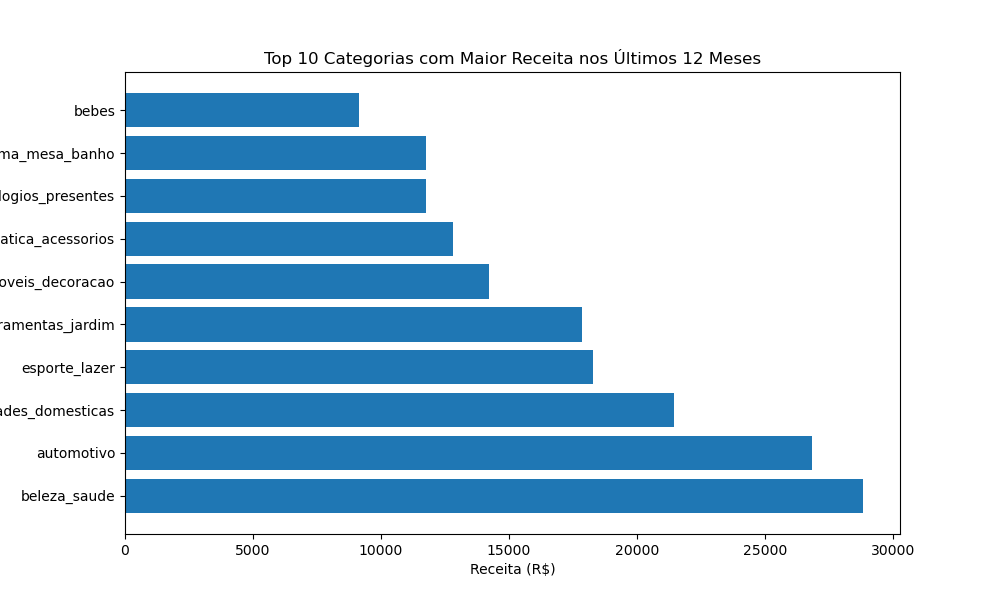 Top 10 Categorias com Maior Receita nos Últimos 12 Meses
bebes
ma_mesa_banho
logios_presentes
atica_acessorios
oveis_decoracao
ramentas_jardim
esporte_lazer
ades_domesticas
automotivo
beleza_saude
0 5000 10000 15000 20000 25000 30000
Receita (R$)